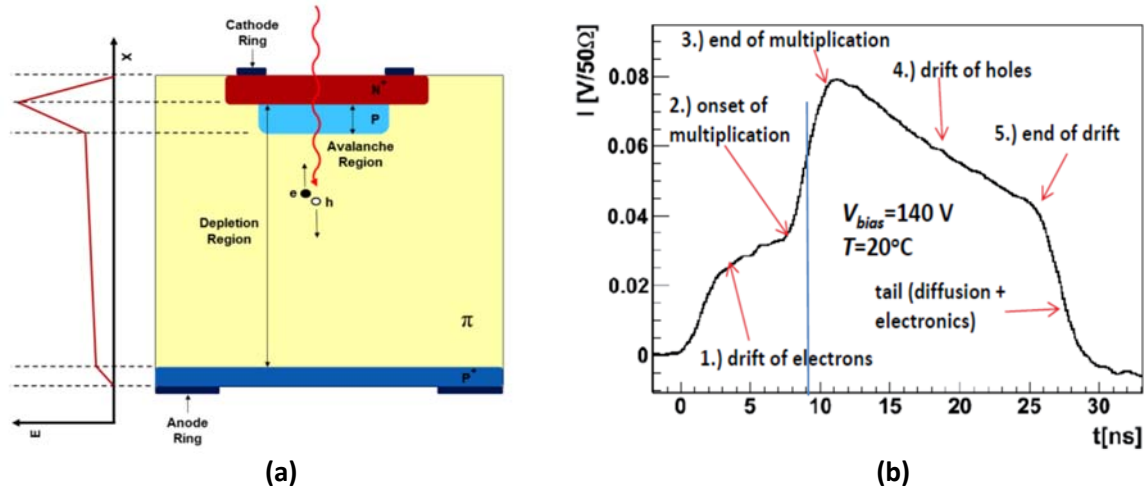 Cathode
Ring
X
N+
P
Avalanche
Region
e
h
Depletion
Region
π
P+
E
Anode
Ring
(a)
I [V/50Ω]
0.08
0.06
0.04
0.02
0
3.) end of multiplication
4.) drift of holes
2.) onset of
multiplication
5.) end of drift
V_bias=140 V
T=20°C
tail (diffusion +
electronics)
1.) drift of electrons
0 5 10 15 20 25 30
t[ns]
(b)